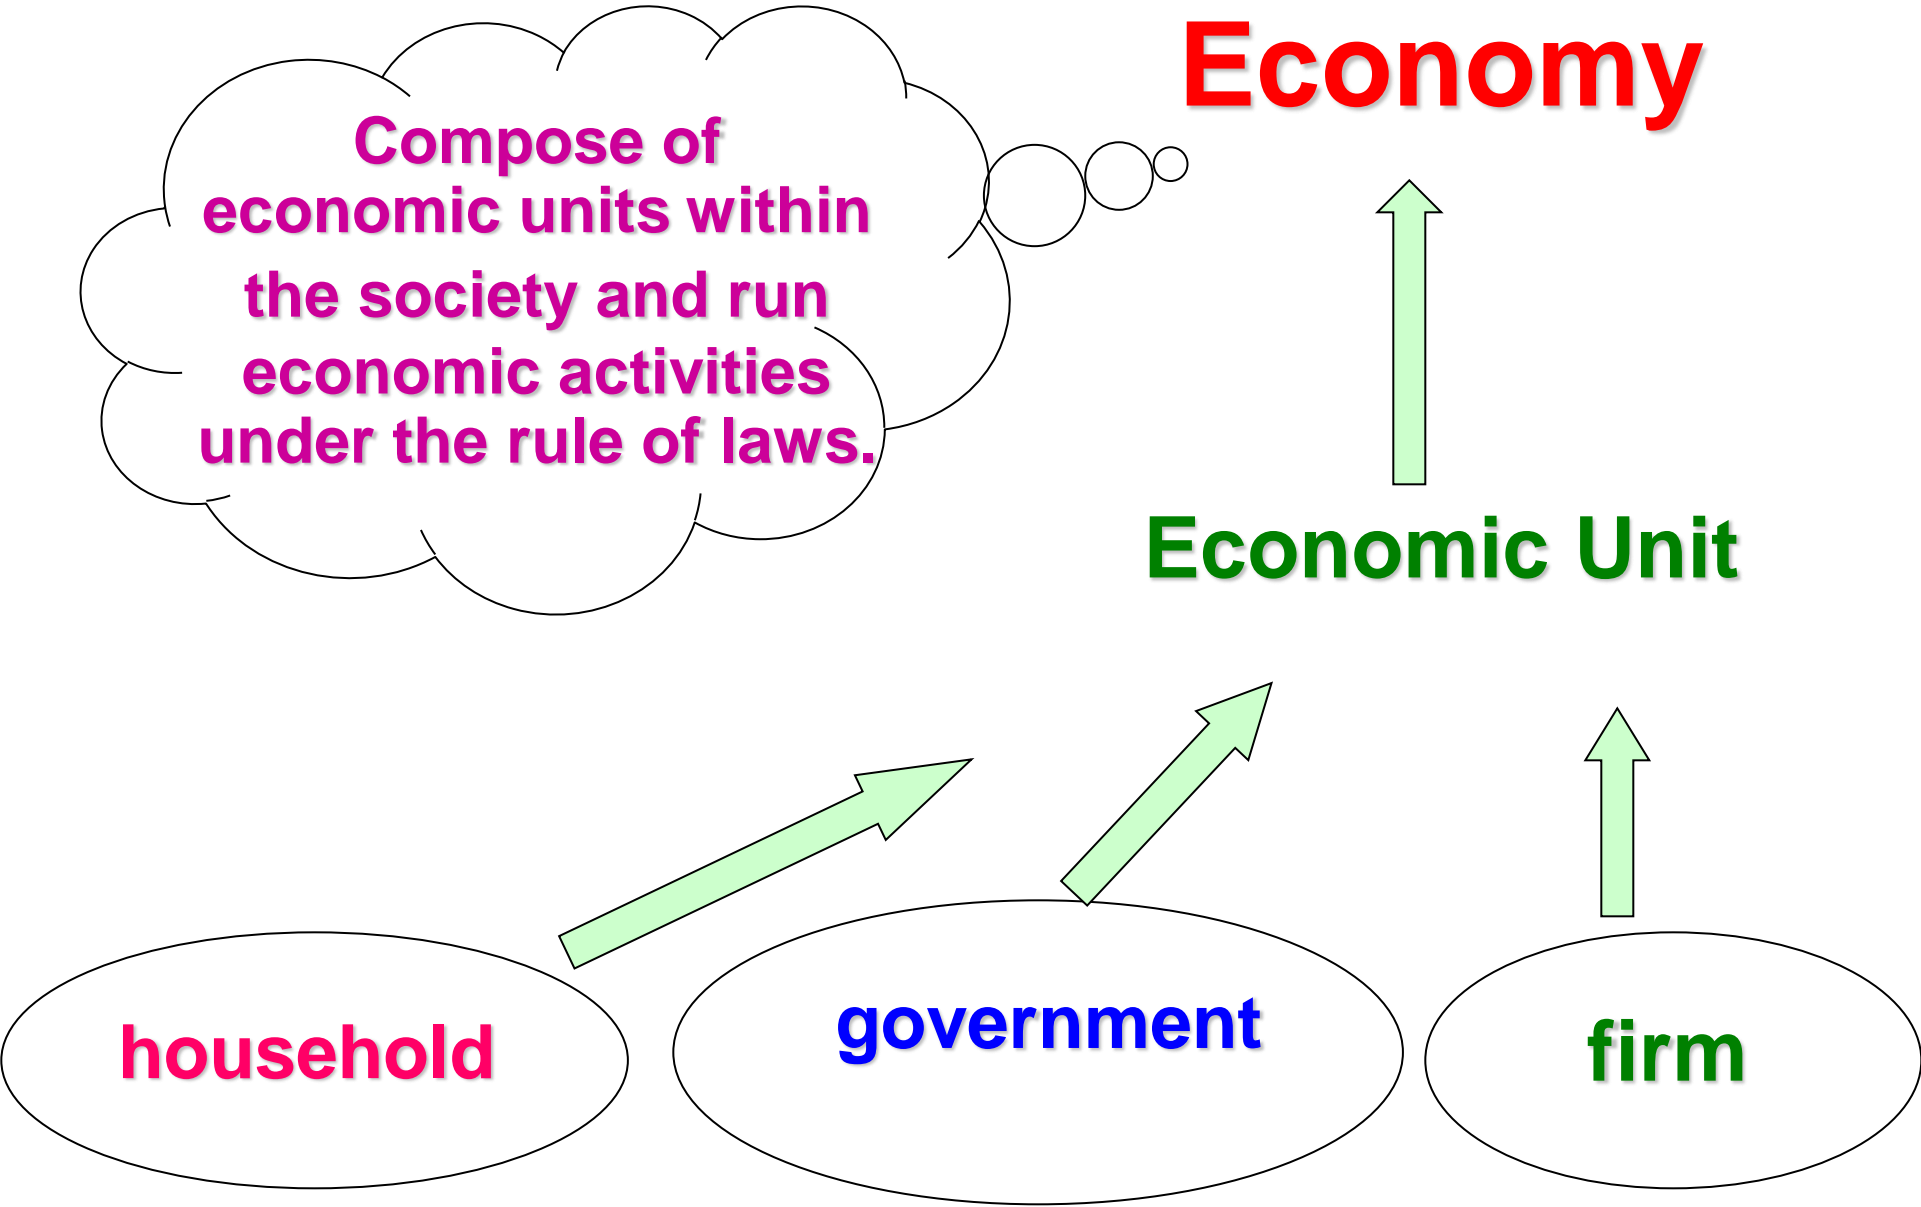 Economy
Compose of
economic units within
the society and run
economic activities
under the rule of laws.
Economic Unit
household
government
firm